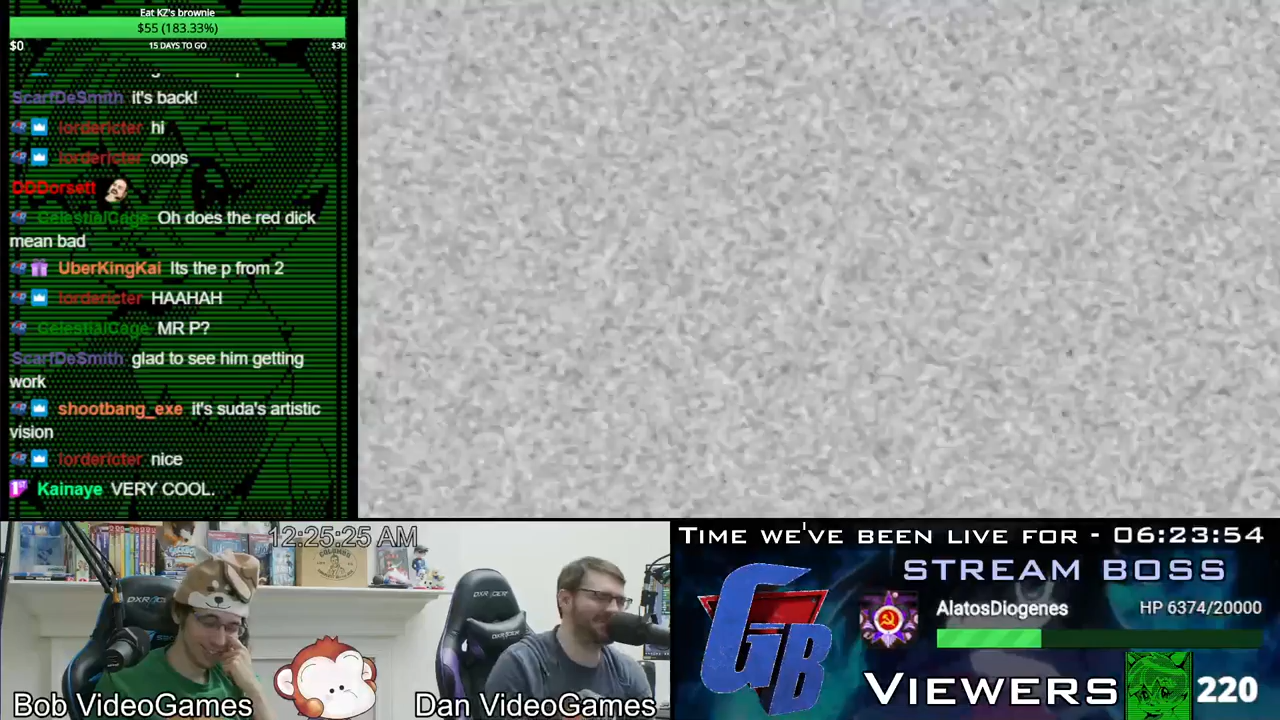 Eat KZ's brownie
$55 (183.33%)
$0 15 DAYS TO GO $30
ScarfDeSmith it's back!
lordericter hi
lordericter oops
DDDorsett
CelestialCage Oh does the red dick
mean bad
UberKingKai Its the p from 2
lordericter HAAHAH
CelestialCage MR P?
ScarfDeSmith glad to see him getting
work
shootbang_exe it's suda's artistic
vision
lordericter nice
Kainaye VERY COOL.
12:25:25 AM
DXRACER
DXRACER
Bob VideoGames
Dan VideoGames
TIME WE'VE BEEN LIVE FOR - 06:23:54
STREAM BOSS
AlatosDiogenes HP 6374/20000
GB
VIEWERS 220